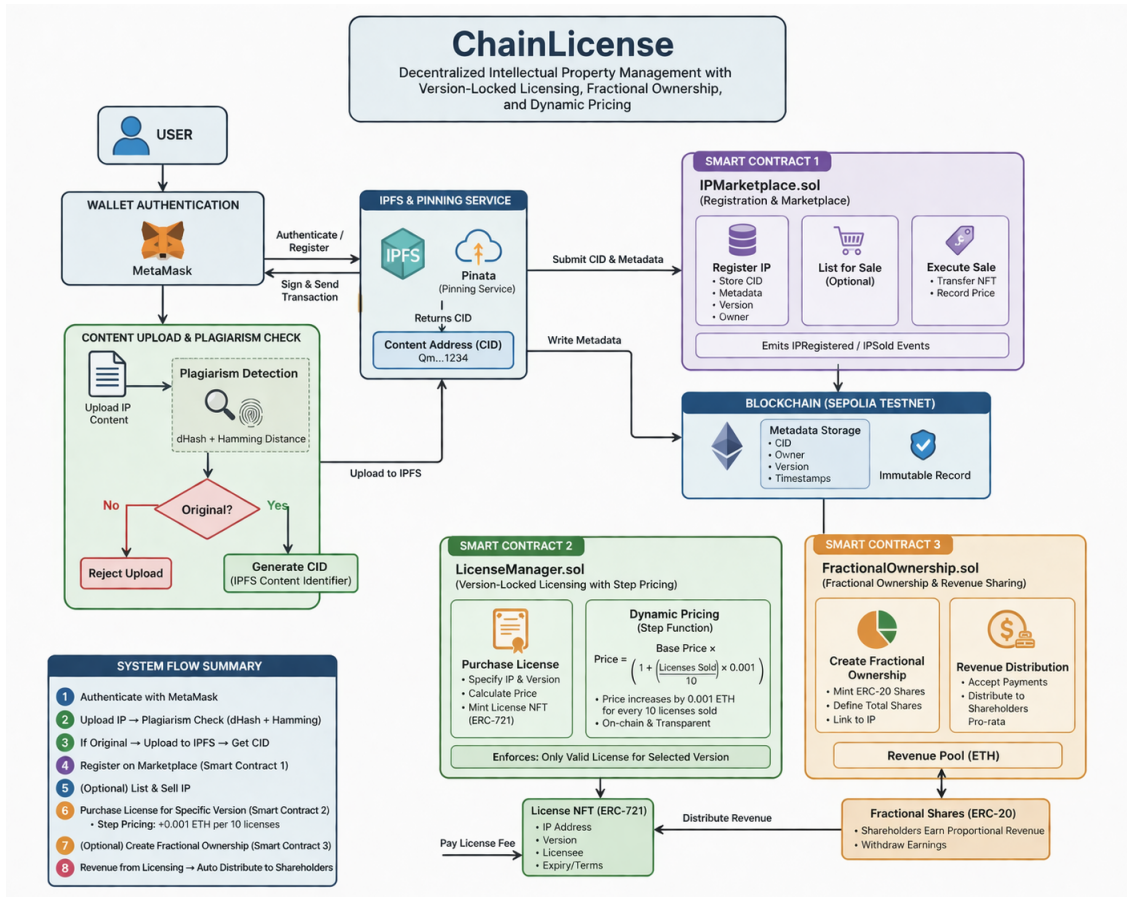 ChainLicense
Decentralized Intellectual Property Management with
Version-Locked Licensing, Fractional Ownership,
and Dynamic Pricing
USER
WALLET AUTHENTICATION
MetaMask
Authenticate /
Register
Sign & Send
Transaction
IPFS & PINNING SERVICE
IPFS
Pinata
(Pinning Service)
Returns CID
Content Address (CID)
Qm...1234
Submit CID & Metadata
Write Metadata
SMART CONTRACT 1
IPMarketplace.sol
(Registration & Marketplace)
Register IP
• Store CID
• Metadata
• Version
• Owner
List for Sale
(Optional)
Execute Sale
• Transfer NFT
• Record Price
Emits IPRegistered / IPSold Events
CONTENT UPLOAD & PLAGIARISM CHECK
Upload IP
Content
Plagiarism Detection
dHash + Hamming Distance
Original?
No
Yes
Reject Upload
Generate CID
(IPFS Content Identifier)
Upload to IPFS
BLOCKCHAIN (SEPOLIA TESTNET)
Metadata Storage
• CID
• Owner
• Version
• Timestamps
Immutable Record
SMART CONTRACT 2
LicenseManager.sol
(Version-Locked Licensing with Step Pricing)
Purchase License
• Specify IP & Version
• Calculate Price
• Mint License NFT
(ERC-721)
Dynamic Pricing
(Step Function)
Base Price ×
Price = ( 1 + (Licenses Sold / 10) × 0.001 )
• Price increases by 0.001 ETH
for every 10 licenses sold
• On-chain & Transparent
Enforces: Only Valid License for Selected Version
SMART CONTRACT 3
FractionalOwnership.sol
(Fractional Ownership & Revenue Sharing)
Create Fractional
Ownership
• Mint ERC-20 Shares
• Define Total Shares
• Link to IP
Revenue Distribution
• Accept Payments
• Distribute to
Shareholders
Pro-rata
Revenue Pool (ETH)
License NFT (ERC-721)
• IP Address
• Version
• Licensee
• Expiry/Terms
Pay License Fee
Distribute Revenue
Fractional Shares (ERC-20)
• Shareholders Earn Proportional Revenue
• Withdraw Earnings
SYSTEM FLOW SUMMARY
1 Authenticate with MetaMask
2 Upload IP → Plagiarism Check (dHash + Hamming)
3 If Original → Upload to IPFS → Get CID
4 Register on Marketplace (Smart Contract 1)
5 (Optional) List & Sell IP
6 Purchase License for Specific Version (Smart Contract 2)
• Step Pricing: +0.001 ETH per 10 licenses
7 (Optional) Create Fractional Ownership (Smart Contract 3)
8 Revenue from Licensing → Auto Distribute to Shareholders